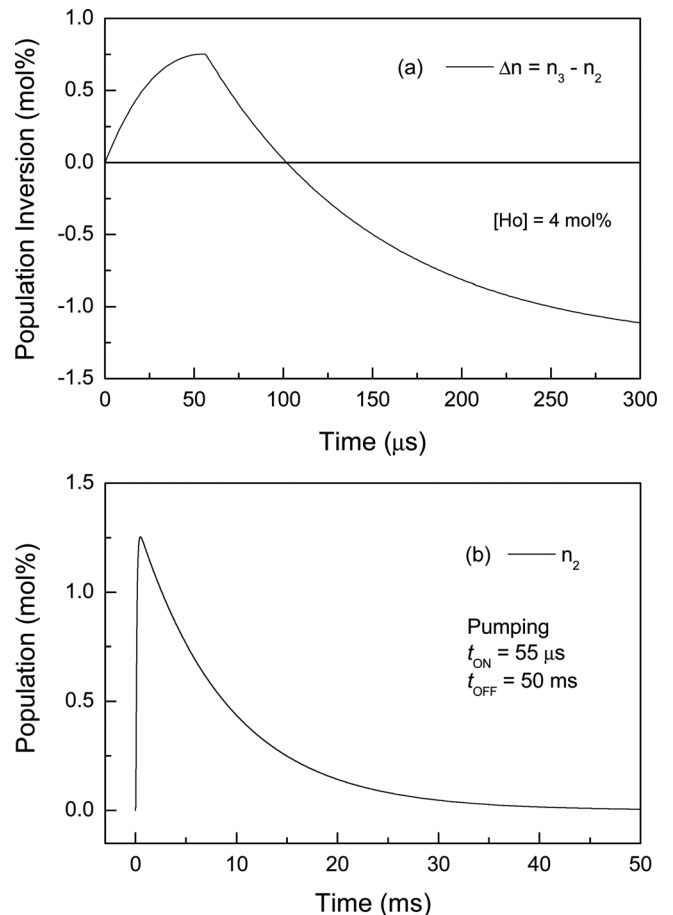 1.0
0.5
0.0
-0.5
-1.0
-1.5
Population Inversion (mol%)
(a) Δn = n3 - n2
[Ho] = 4 mol%
0 50 100 150 200 250 300
Time (μs)
1.5
1.0
0.5
0.0
Population (mol%)
(b) n2
Pumping
tON = 55 μs
tOFF = 50 ms
0 10 20 30 40 50
Time (ms)